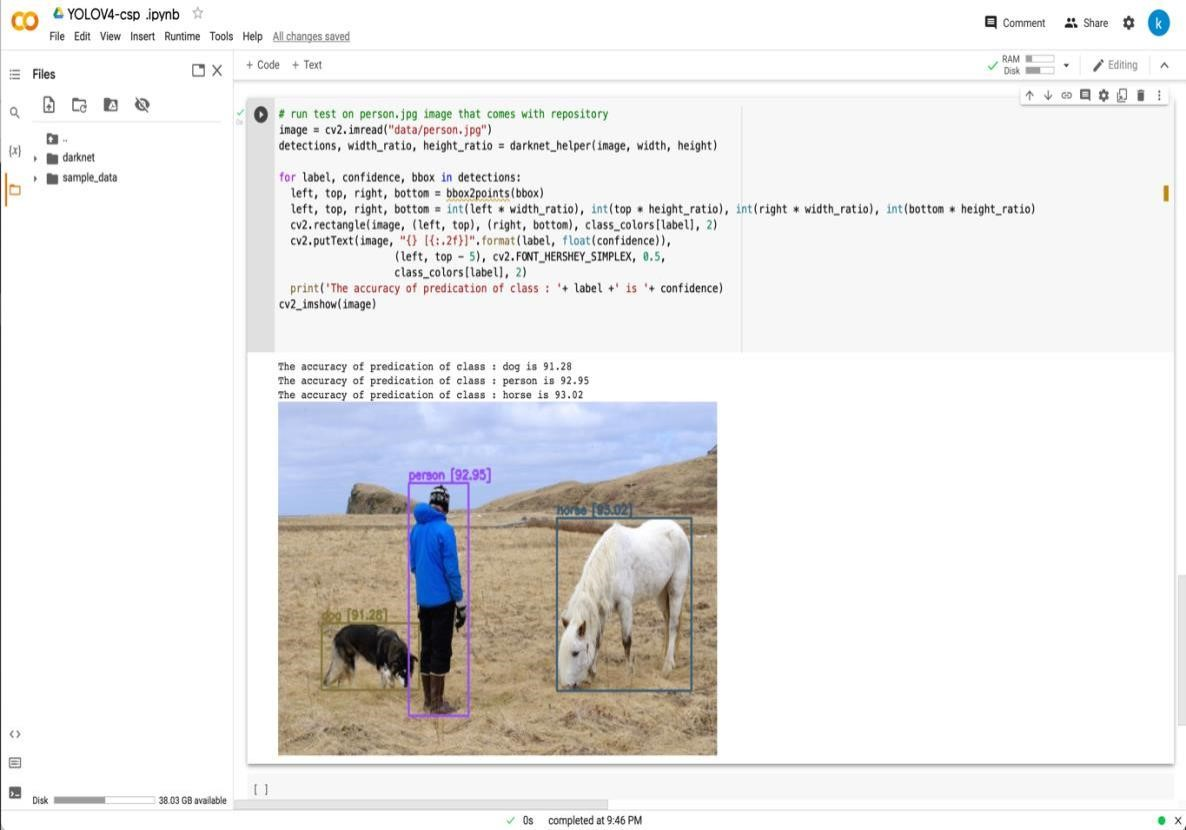 YOLOV4-csp .ipynb
File Edit View Insert Runtime Tools Help All changes saved
Comment Share k
Files
+ Code + Text
RAM
Disk
Editing
..
darknet
sample_data
{x}
# run test on person.jpg image that comes with repository
image = cv2.imread("data/person.jpg")
detections, width_ratio, height_ratio = darknet_helper(image, width, height)
for label, confidence, bbox in detections:
left, top, right, bottom = bbox2points(bbox)
left, top, right, bottom = int(left * width_ratio), int(top * height_ratio), int(right * width_ratio), int(bottom * height_ratio)
cv2.rectangle(image, (left, top), (right, bottom), class_colors[label], 2)
cv2.putText(image, "{} [{:.2f}]".format(label, float(confidence)),
(left, top - 5), cv2.FONT_HERSHEY_SIMPLEX, 0.5,
class_colors[label], 2)
print('The accuracy of predication of class : '+ label +' is '+ confidence)
cv2_imshow(image)
The accuracy of predication of class : dog is 91.28
The accuracy of predication of class : person is 92.95
The accuracy of predication of class : horse is 93.02
person [92.95]
horse [93.02]
dog [91.28]
[ ]
Disk 38.03 GB available
0s completed at 9:46 PM